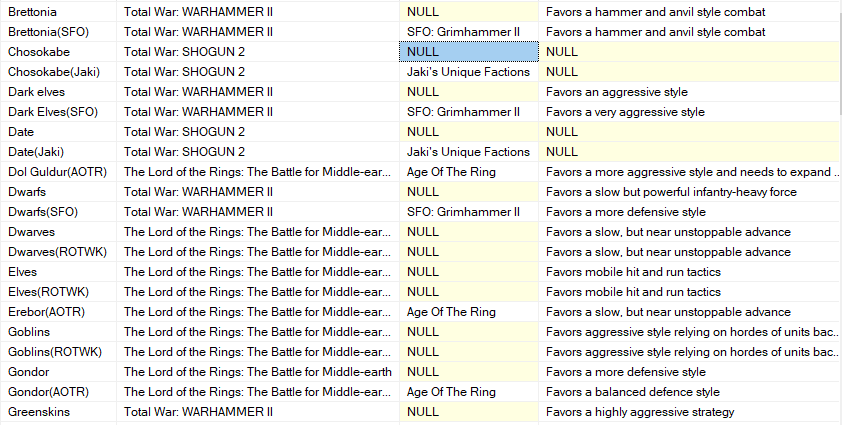 Brettonia Total War: WARHAMMER II NULL Favors a hammer and anvil style combat
Brettonia(SFO) Total War: WARHAMMER II SFO: Grimhammer II Favors a hammer and anvil style combat
Chosokabe Total War: SHOGUN 2 NULL NULL
Chosokabe(Jaki) Total War: SHOGUN 2 Jaki's Unique Factions NULL
Dark elves Total War: WARHAMMER II NULL Favors an aggressive style
Dark Elves(SFO) Total War: WARHAMMER II SFO: Grimhammer II Favors a very aggressive style
Date Total War: SHOGUN 2 NULL NULL
Date(Jaki) Total War: SHOGUN 2 Jaki's Unique Factions NULL
Dol Guldur(AOTR) The Lord of the Rings: The Battle for Middle-ear... Age Of The Ring Favors a more aggressive style and needs to expand ...
Dwarfs Total War: WARHAMMER II NULL Favors a slow but powerful infantry-heavy force
Dwarfs(SFO) Total War: WARHAMMER II SFO: Grimhammer II Favors a more defensive style
Dwarves The Lord of the Rings: The Battle for Middle-ear... NULL Favors a slow, but near unstoppable advance
Dwarves(ROTWK) The Lord of the Rings: The Battle for Middle-ear... NULL Favors a slow, but near unstoppable advance
Elves The Lord of the Rings: The Battle for Middle-ear... NULL Favors mobile hit and run tactics
Elves(ROTWK) The Lord of the Rings: The Battle for Middle-ear... NULL Favors mobile hit and run tactics
Erebor(AOTR) The Lord of the Rings: The Battle for Middle-ear... Age Of The Ring Favors a slow, but near unstoppable advance
Goblins The Lord of the Rings: The Battle for Middle-ear... NULL Favors aggressive style relying on hordes of units bac...
Goblins(ROTWK) The Lord of the Rings: The Battle for Middle-ear... NULL Favors aggressive style relying on hordes of units bac...
Gondor The Lord of the Rings: The Battle for Middle-earth NULL Favors a more defensive style
Gondor(AOTR) The Lord of the Rings: The Battle for Middle-ear... Age Of The Ring Favors a balanced defence style
Greenskins Total War: WARHAMMER II NULL Favors a highly aggressive strategy